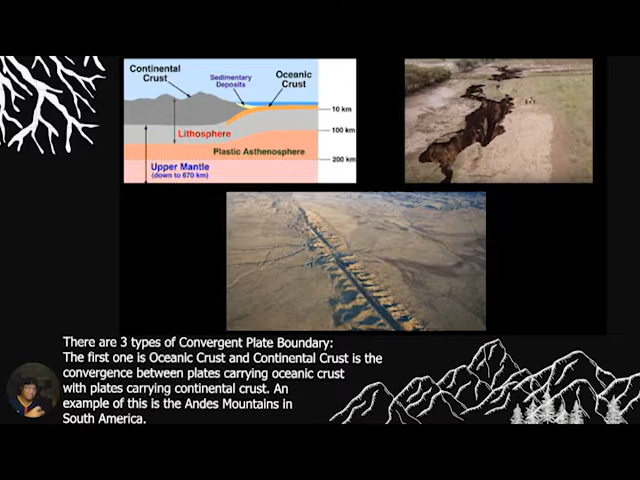 Continental
Crust
Sedimentary
Deposits
Oceanic
Crust
10 km
Lithosphere
100 km
Plastic Asthenosphere
200 km
Upper Mantle
(down to 670 km)
There are 3 types of Convergent Plate Boundary:
The first one is Oceanic Crust and Continental Crust is the
convergence between plates carrying oceanic crust
with plates carrying continental crust. An
example of this is the Andes Mountains in
South America.